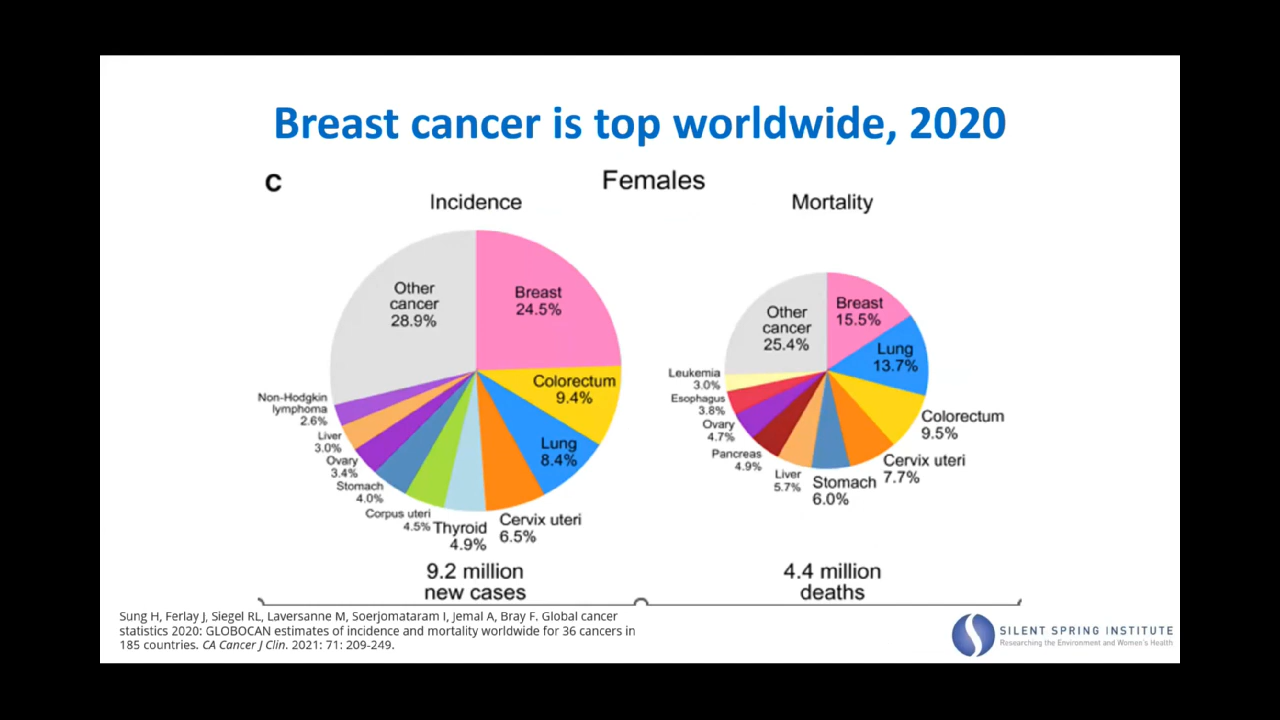 Breast cancer is top worldwide, 2020
C
Females
Incidence
Breast
24.5%
Colorectum
9.4%
Lung
8.4%
Cervix uteri
6.5%
Thyroid
4.9%
Corpus uteri
4.5%
Stomach
4.0%
Ovary
3.4%
Liver
3.0%
Non-Hodgkin
lymphoma
2.6%
Other
cancer
28.9%
9.2 million
new cases
Mortality
Breast
15.5%
Lung
13.7%
Colorectum
9.5%
Cervix uteri
7.7%
Stomach
6.0%
Liver
5.7%
Pancreas
4.9%
Ovary
4.7%
Esophagus
3.8%
Leukemia
3.0%
Other
cancer
25.4%
4.4 million
deaths
Sung H, Ferlay J, Siegel RL, Laversanne M, Soerjomataram I, Jemal A, Bray F. Global cancer
statistics 2020: GLOBOCAN estimates of incidence and mortality worldwide for 36 cancers in
185 countries. CA Cancer J Clin. 2021: 71: 209-249.
SILENT SPRING INSTITUTE
Researching the Environment and Women's Health